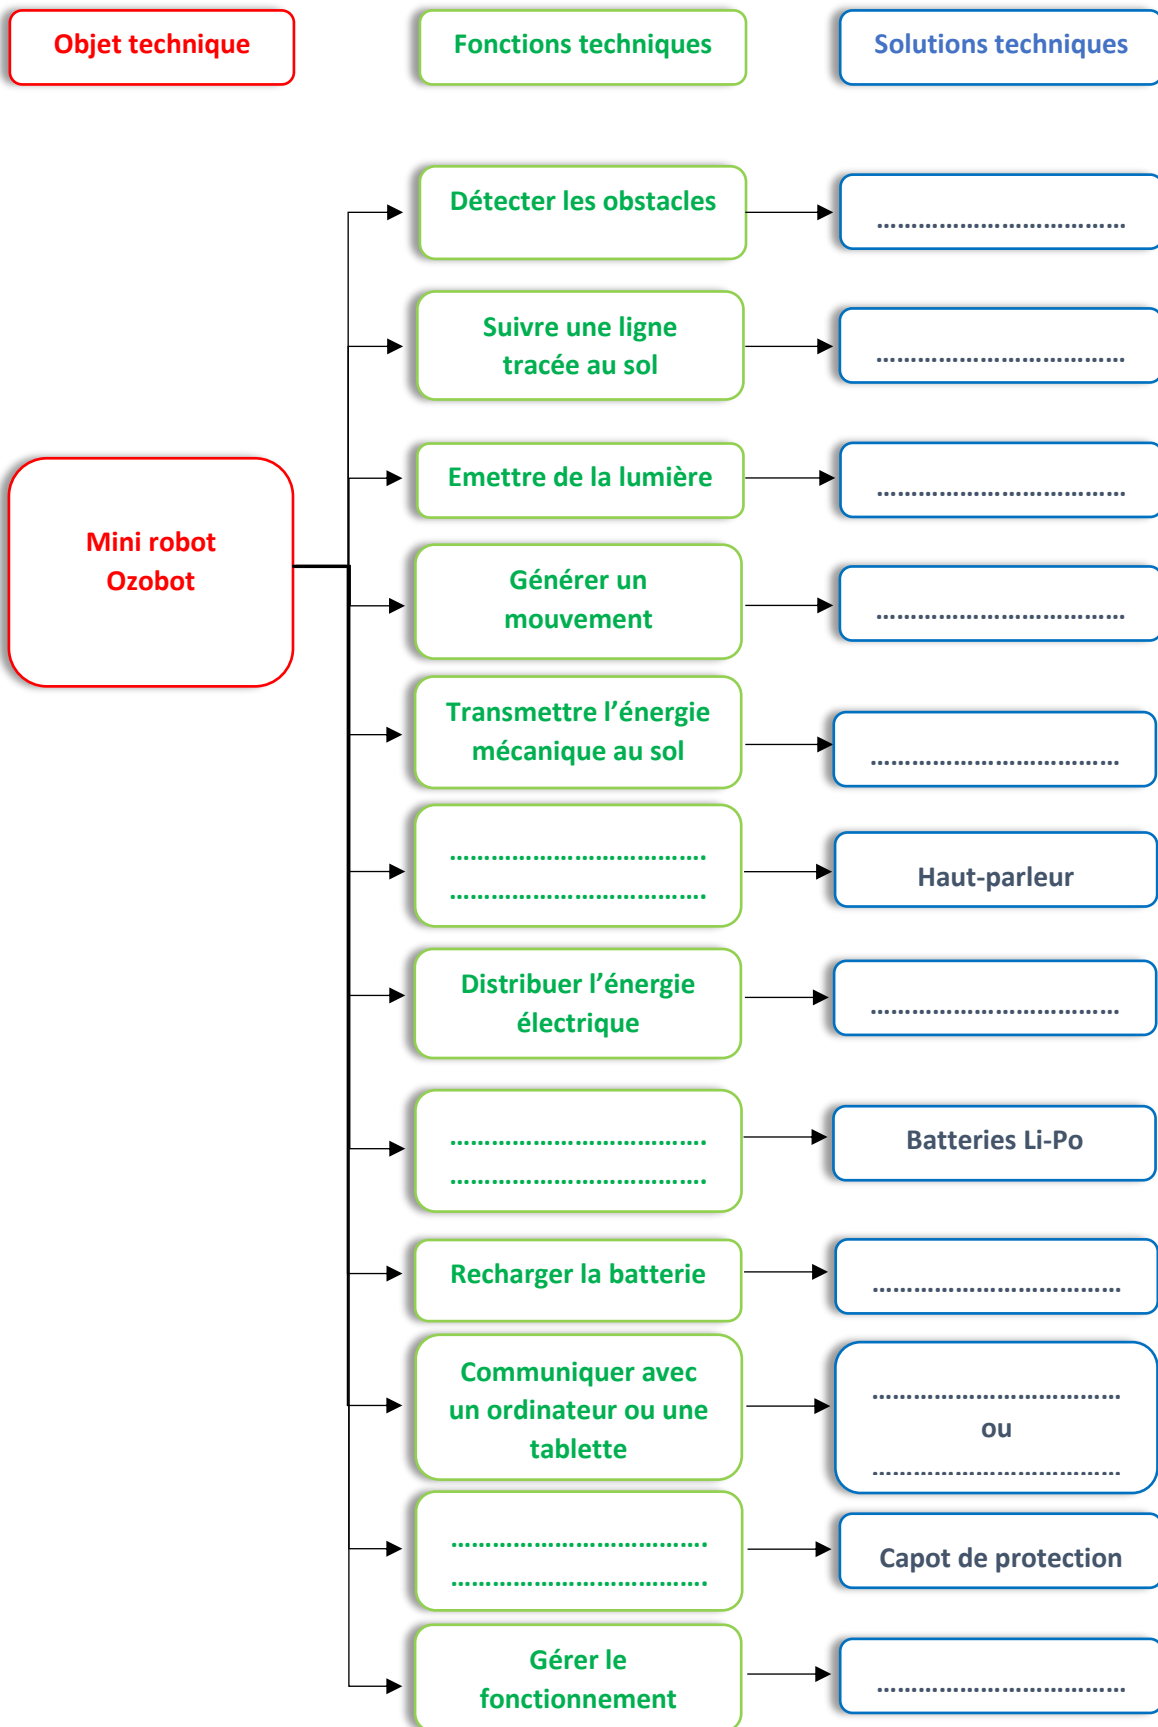 Objet technique
Fonctions techniques
Solutions techniques
Détecter les obstacles
....................................
Suivre une ligne
tracée au sol
....................................
Emettre de la lumière
....................................
Mini robot
Ozobot
Générer un
mouvement
....................................
Transmettre l’énergie
mécanique au sol
....................................
.....................................
.....................................
Haut-parleur
Distribuer l’énergie
électrique
....................................
.....................................
.....................................
Batteries Li-Po
Recharger la batterie
....................................
Communiquer avec
un ordinateur ou une
tablette
....................................
ou
....................................
.....................................
.....................................
Capot de protection
Gérer le
fonctionnement
....................................